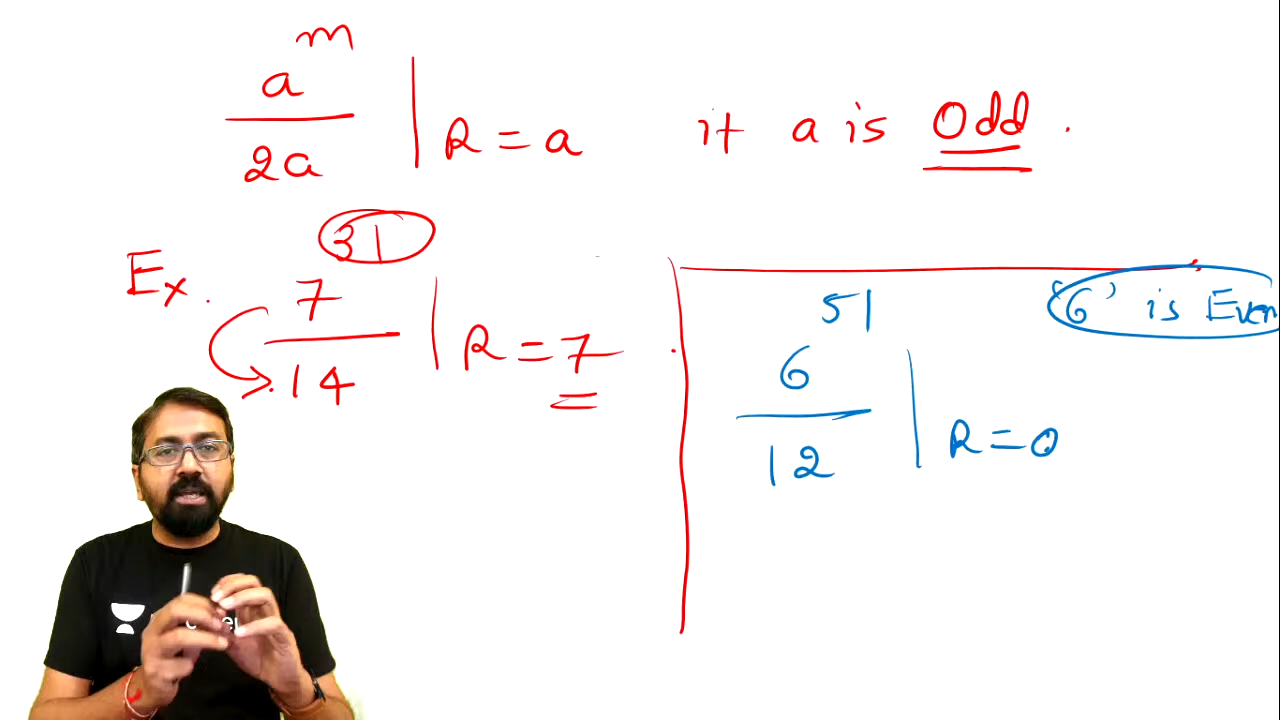 a^m
2a
R = a
if a is Odd.
Ex.
7^31
14
R = 7
6^51
12
R = 0
'6' is Even